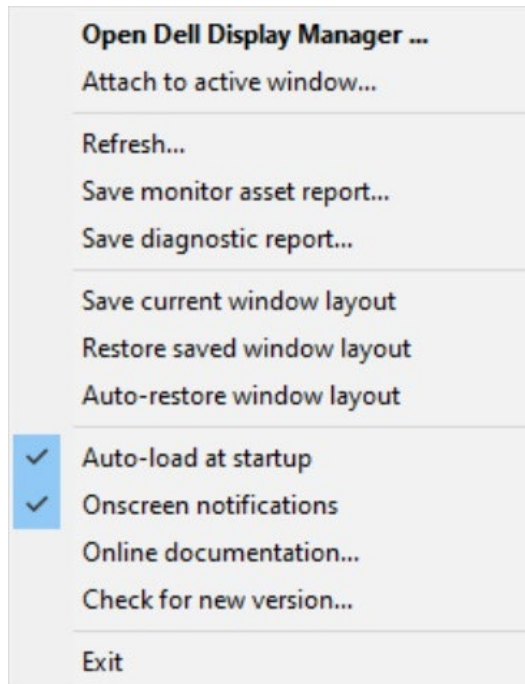 Open Dell Display Manager ...
Attach to active window...
Refresh...
Save monitor asset report...
Save diagnostic report...
Save current window layout
Restore saved window layout
Auto-restore window layout
Auto-load at startup
Onscreen notifications
Online documentation...
Check for new version...
Exit